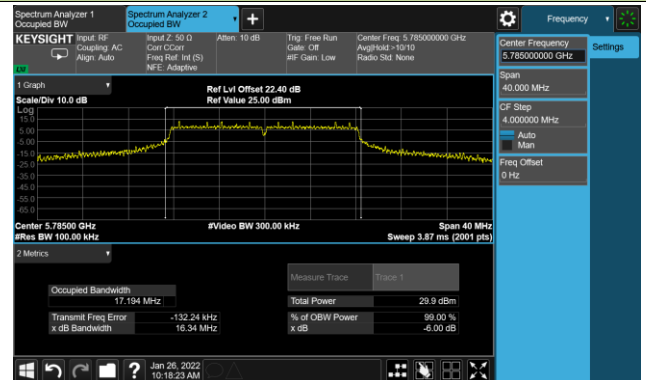 Spectrum Analyzer 1
Occupied BW
Spectrum Analyzer 2
Occupied BW
Frequency
KEYSIGHT
Input: RF
Coupling: AC
Align: Auto
Input Z: 50 Ω
Corr CCorr
Freq Ref: Int (S)
NFE: Adaptive
Atten: 10 dB
Trig: Free Run
Gate: Off
#IF Gain: Low
Center Freq: 5.785000000 GHz
Avg|Hold:>10/10
Radio Std: None
Center Frequency
5.785000000 GHz
Settings
Span
40.000 MHz
CF Step
4.000000 MHz
Auto
Man
Freq Offset
0 Hz
1 Graph
Scale/Div 10.0 dB
Ref Lvl Offset 22.40 dB
Ref Value 25.00 dBm
Log
15.0
5.00
-5.00
-15.0
-25.0
-35.0
-45.0
-55.0
-65.0
Center 5.78500 GHz
#Res BW 100.00 kHz
#Video BW 300.00 kHz
Span 40 MHz
Sweep 3.87 ms (2001 pts)
2 Metrics
Measure Trace
Trace 1
Occupied Bandwidth
17.194 MHz
Total Power
29.9 dBm
Transmit Freq Error
-132.24 kHz
% of OBW Power
99.00 %
x dB Bandwidth
16.34 MHz
x dB
-6.00 dB
?
Jan 26, 2022
10:18:23 AM